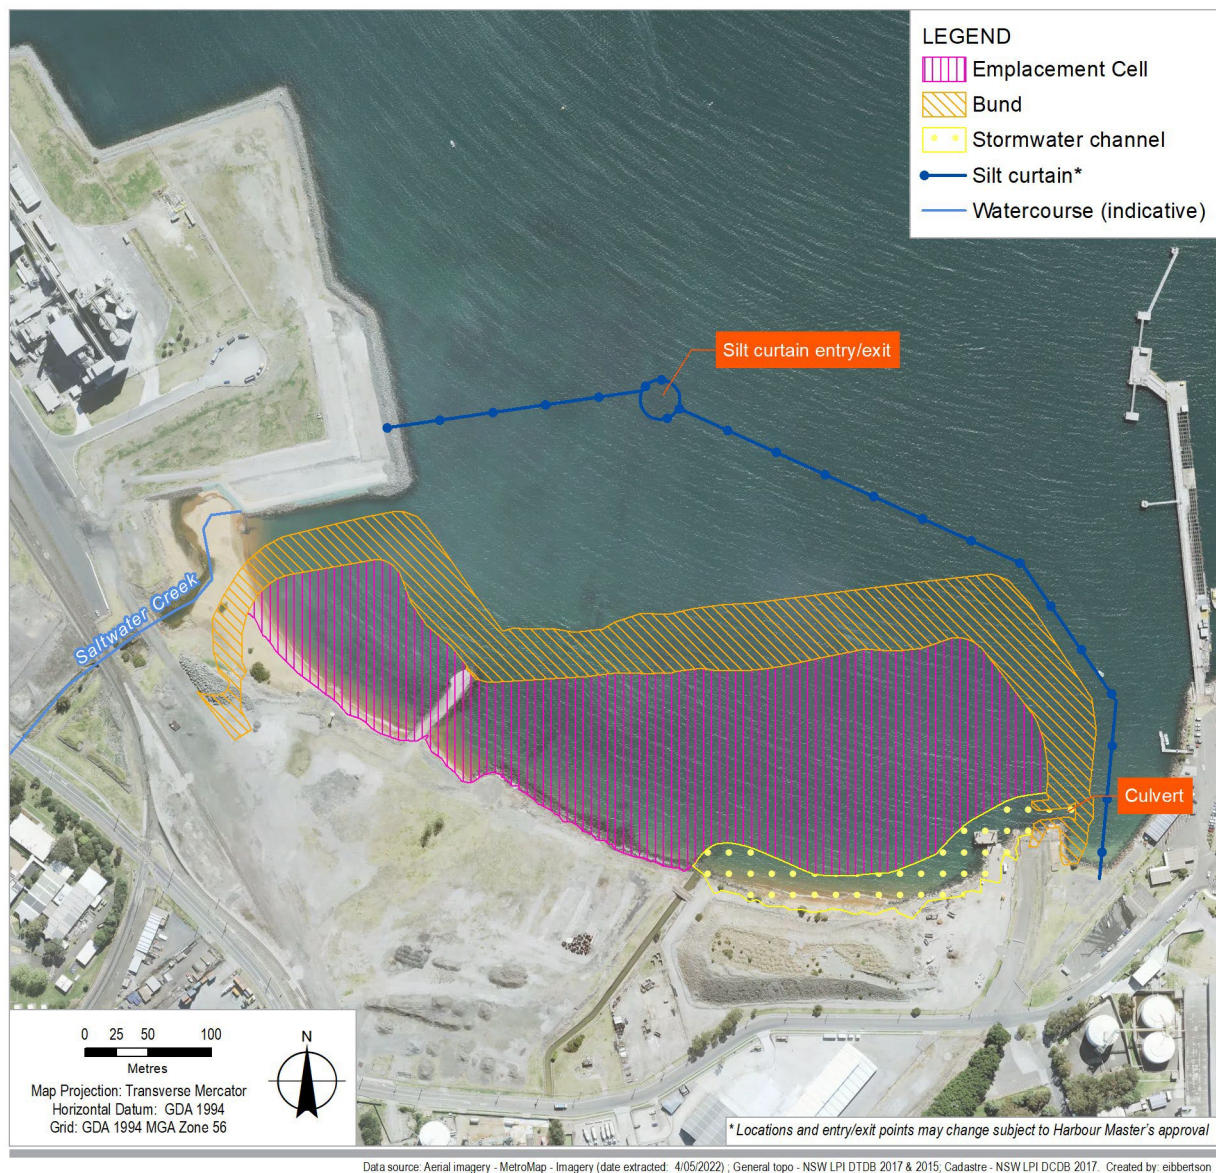 LEGEND
Emplacement Cell
Bund
Stormwater channel
Silt curtain*
Watercourse (indicative)
Silt curtain entry/exit
Saltwater Creek
Culvert
0 25 50 100
Metres
Map Projection: Transverse Mercator
Horizontal Datum: GDA 1994
Grid: GDA 1994 MGA Zone 56
N
* Locations and entry/exit points may change subject to Harbour Master's approval
Data source: Aerial imagery - MetroMap - Imagery (date extracted: 4/05/2022) ; General topo - NSW LPI DTDB 2017 & 2015; Cadastre - NSW LPI DCDB 2017. Created by: eibbertson